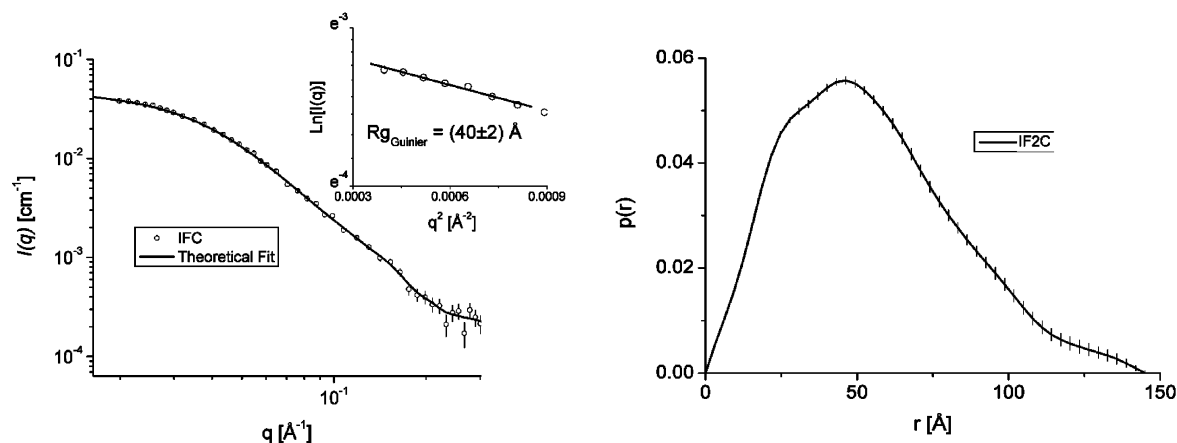 10⁻¹
10⁻²
10⁻³
10⁻⁴
I(q) [cm⁻¹]
10⁻¹
q [Å⁻¹]
IFC
Theoretical Fit
e⁻³
e⁻⁴
Ln[I(q)]
Rg_Guinier = (40±2) Å
0.0003 0.0006 0.0009
q² [Å⁻²]
0.06
0.04
0.02
0.00
p(r)
IF2C
0 50 100 150
r [Å]